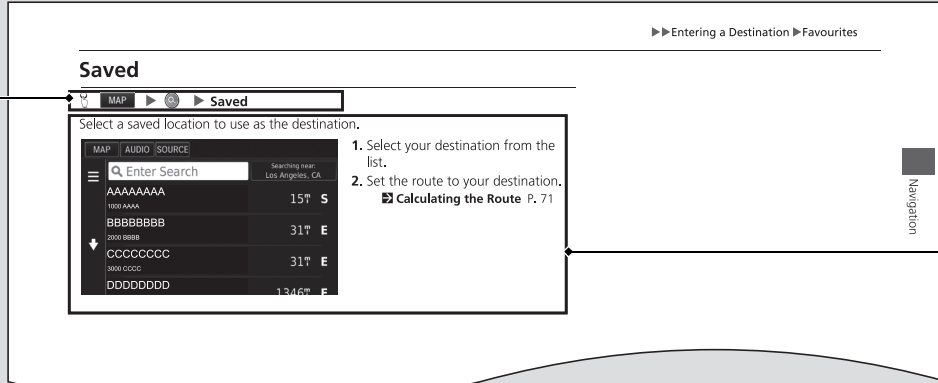 ▶▶Entering a Destination ▶Favourites
Saved
MAP ▶ ▶ Saved
Select a saved location to use as the destination.
MAP AUDIO SOURCE
Enter Search
Searching near:
Los Angeles, CA
AAAAAAAA
1000 AAAA
15 S
BBBBBBBB
2000 BBBB
31 E
CCCCCCCC
3000 CCCC
31 E
DDDDDDDD
1346
1. Select your destination from the
list.
2. Set the route to your destination.
Calculating the Route P. 71
Navigation